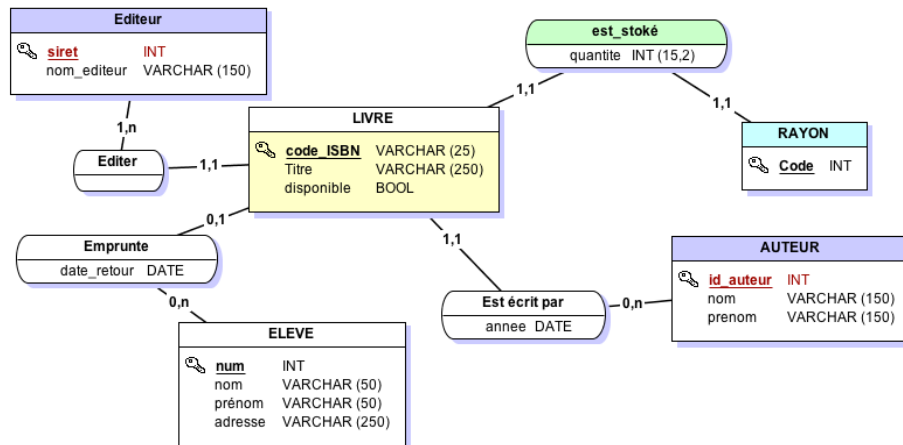 Editeur
siret INT
nom_editeur VARCHAR (150)
est_stoké
quantite INT (15,2)
1,1
1,1
1,n
LIVRE
code_ISBN VARCHAR (25)
Titre VARCHAR (250)
disponible BOOL
RAYON
Code INT
Editer
1,1
0,1
1,1
Emprunte
date_retour DATE
AUTEUR
id_auteur INT
nom VARCHAR (150)
prenom VARCHAR (150)
Est écrit par
annee DATE
0,n
0,n
ELEVE
num INT
nom VARCHAR (50)
prénom VARCHAR (50)
adresse VARCHAR (250)